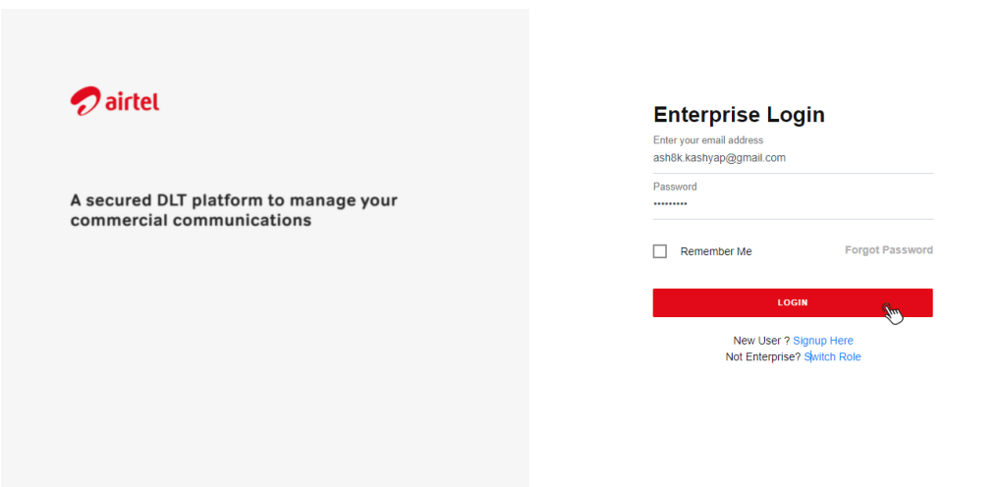 airtel
A secured DLT platform to manage your
commercial communications
Enterprise Login
Enter your email address
ash8k.kashyap@gmail.com
Password
•••••••••
Remember Me
Forgot Password
LOGIN
New User ? Signup Here
Not Enterprise? Switch Role